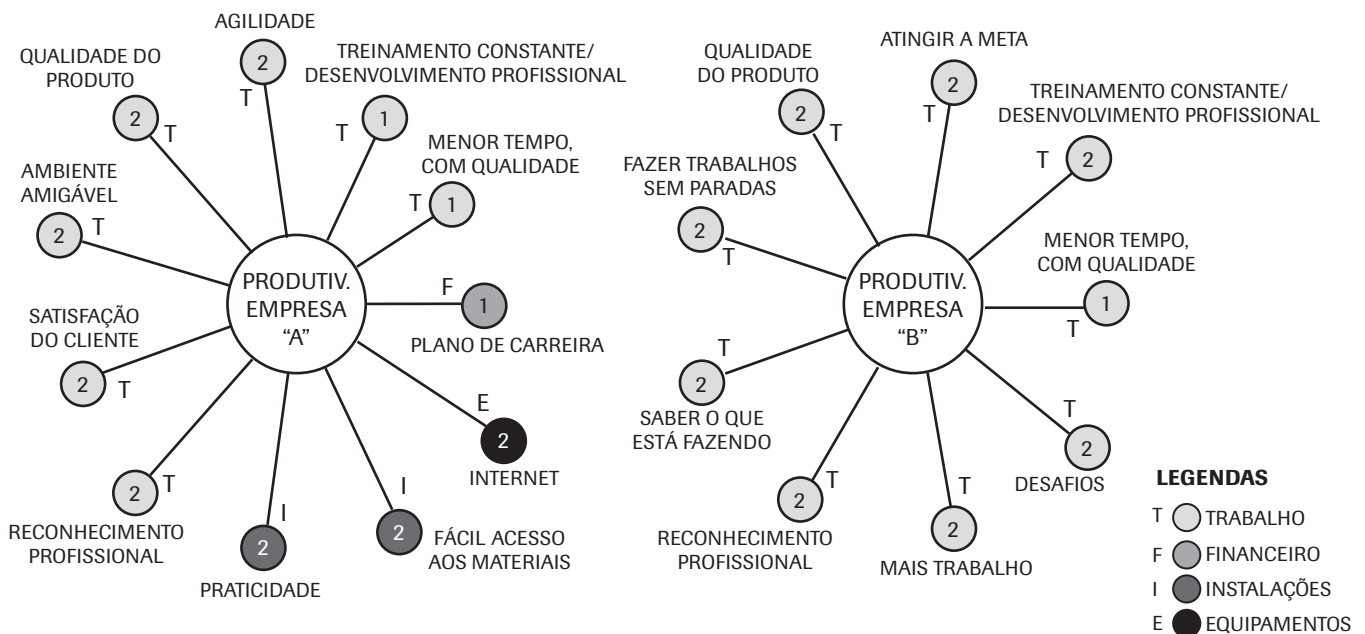 AGILIDADE
2
T
QUALIDADE DO
PRODUTO
2
T
TREINAMENTO CONSTANTE/
DESENVOLVIMENTO PROFISSIONAL
T
1
MENOR TEMPO,
COM QUALIDADE
T
1
AMBIENTE
AMIGÁVEL
2
T
PRODUTIV.
EMPRESA
“A”
F
1
PLANO DE CARREIRA
SATISFAÇÃO
DO CLIENTE
2
T
E
2
INTERNET
2
T
RECONHECIMENTO
PROFISSIONAL
I
2
PRATICIDADE
I
2
FÁCIL ACESSO
AOS MATERIAIS
QUALIDADE
DO PRODUTO
2
T
ATINGIR A META
2
T
TREINAMENTO CONSTANTE/
DESENVOLVIMENTO PROFISSIONAL
T
2
FAZER TRABALHOS
SEM PARADAS
2
T
MENOR TEMPO,
COM QUALIDADE
1
T
PRODUTIV.
EMPRESA
“B”
T
2
SABER O QUE
ESTÁ FAZENDO
T
2
DESAFIOS
2
T
RECONHECIMENTO
PROFISSIONAL
T
2
MAIS TRABALHO
LEGENDAS
T TRABALHO
F FINANCEIRO
I INSTALAÇÕES
E EQUIPAMENTOS